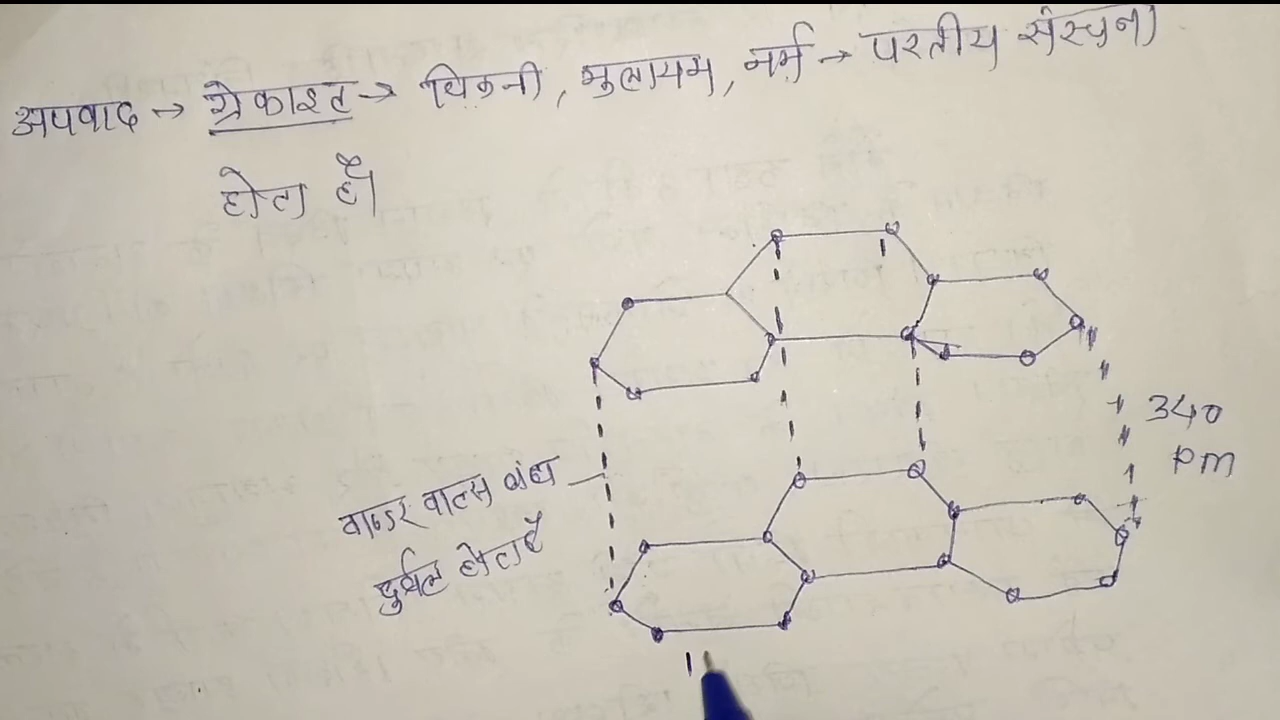 अपवाद → ग्रेफाइट → चिकनी, मुलायम, नर्म → परतीय संरचना
होता है।
340
pm
वाण्डर वाल्स बंध
दुर्बल होता है